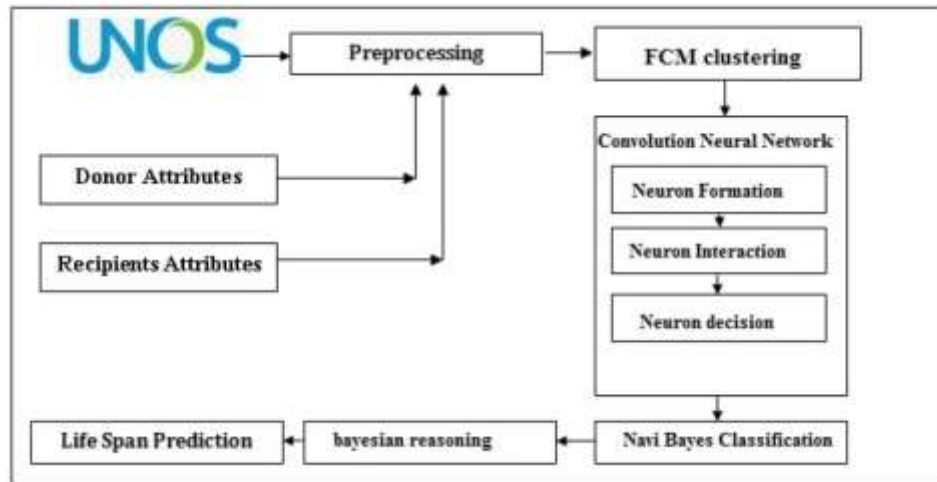 UNOS
Preprocessing
FCM clustering
Convolution Neural Network
Donor Attributes
Neuron Formation
Recipients Attributes
Neuron Interaction
Neuron decision
Life Span Prediction
bayesian reasoning
Navi Bayes Classification